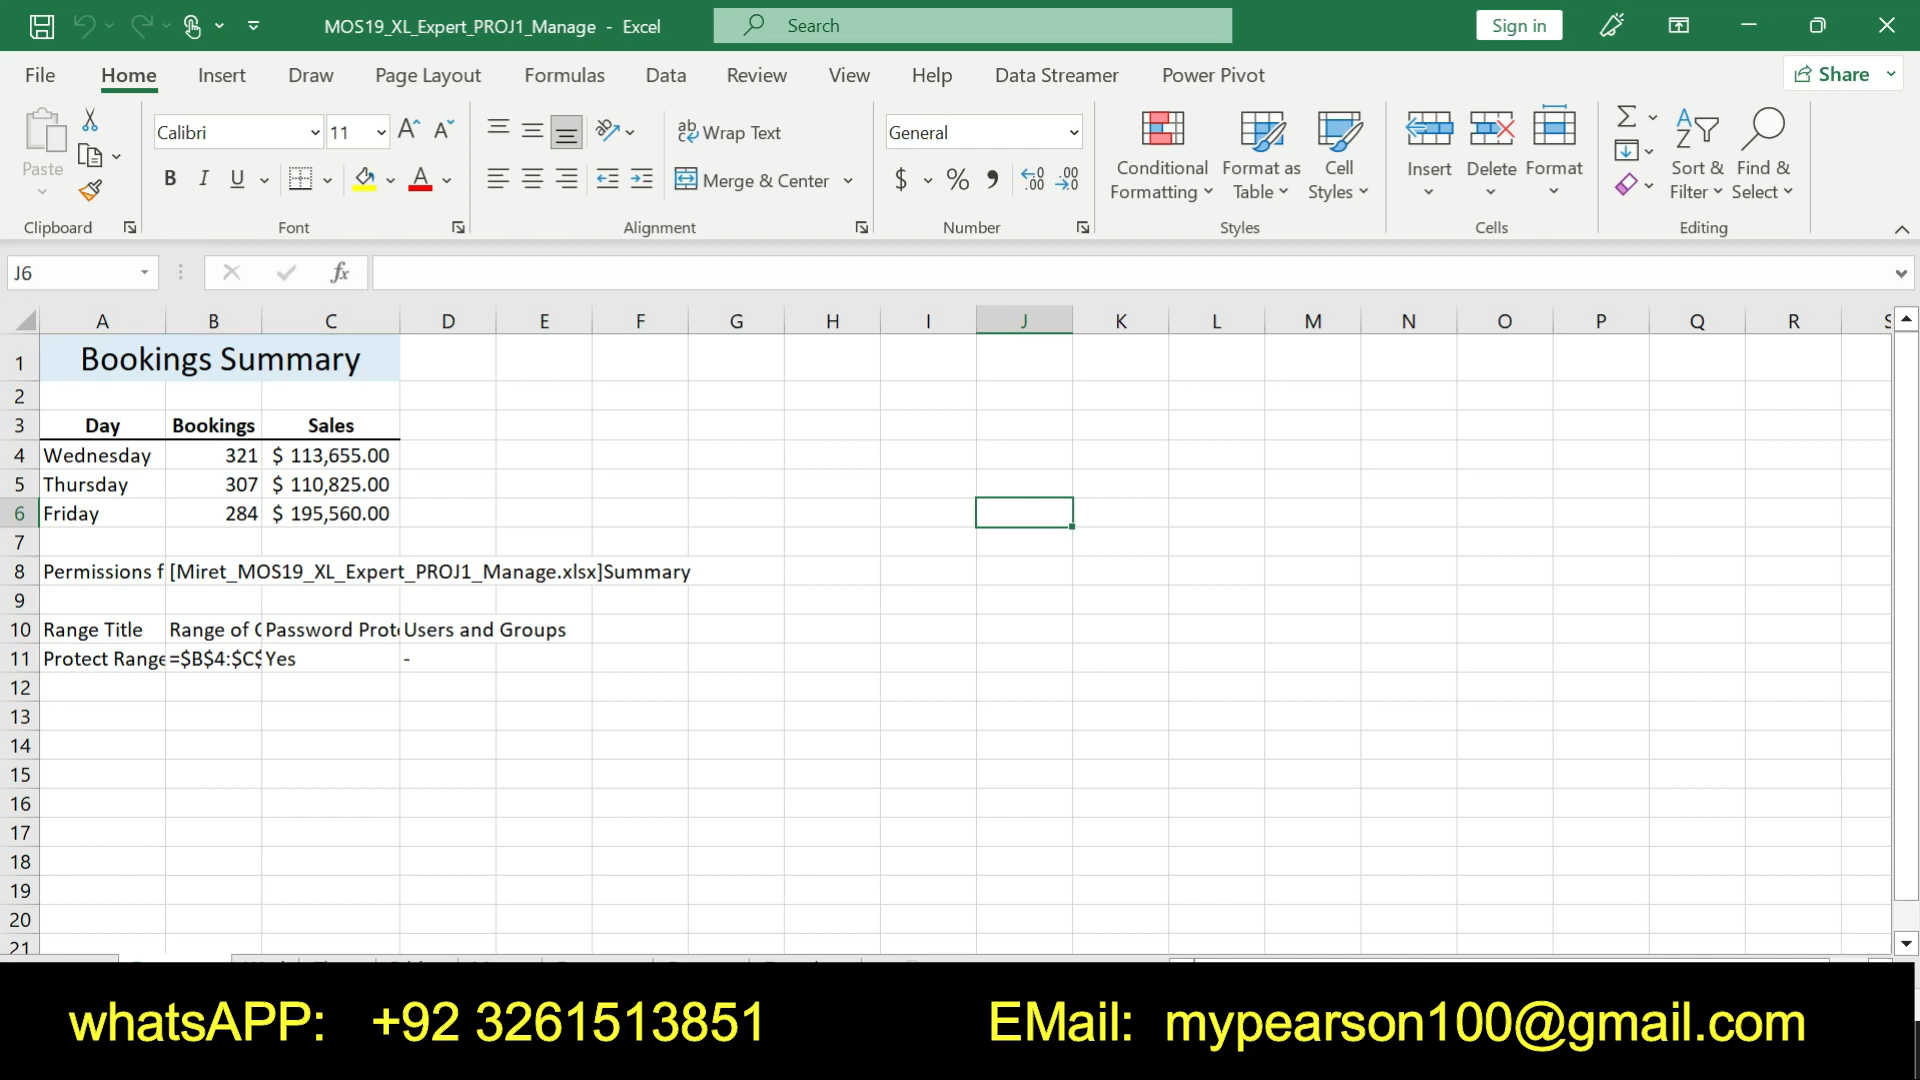 MOS19_XL_Expert_PROJ1_Manage - Excel
Search
Sign in
File Home Insert Draw Page Layout Formulas Data Review View Help Data Streamer Power Pivot
Share
Paste
Clipboard
Calibri 11
B I U
Font
Wrap Text
Merge & Center
Alignment
General
$ % 9
Number
Conditional Formatting
Format as Table
Cell Styles
Styles
Insert Delete Format
Cells
Sort & Filter
Find & Select
Editing
J6
fx
A B C D E F G H I J K L M N O P Q R S
1 Bookings Summary
2
3 Day Bookings Sales
4 Wednesday 321 $ 113,655.00
5 Thursday 307 $ 110,825.00
6 Friday 284 $ 195,560.00
7
8 Permissions f [Miret_MOS19_XL_Expert_PROJ1_Manage.xlsx]Summary
9
10 Range Title Range of C Password Prote Users and Groups
11 Protect Range =$B$4:$C$ Yes -
12
13
14
15
16
17
18
19
20
21
whatsAPP: +92 3261513851 EMail: mypearson100@gmail.com